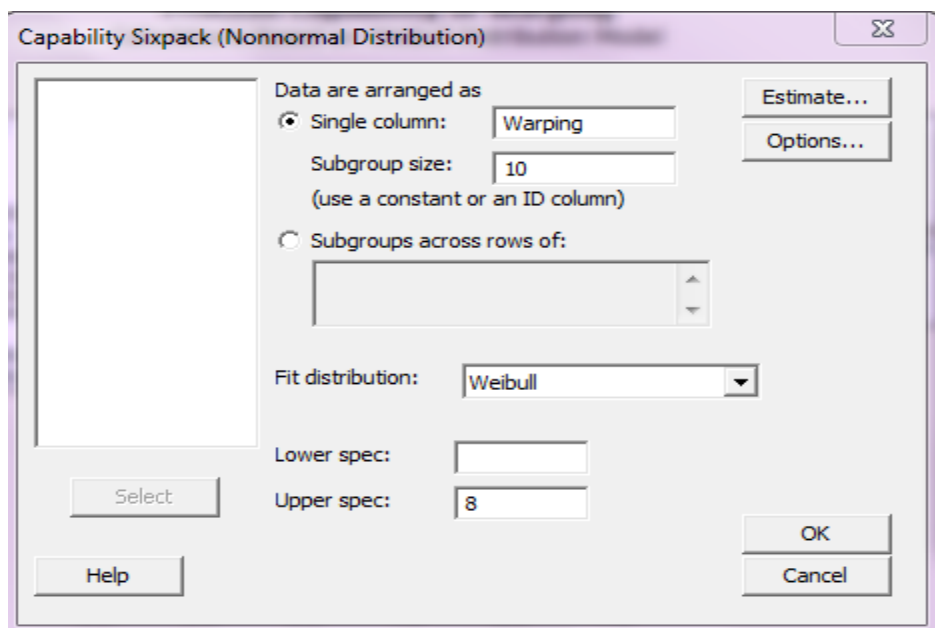 Capability Sixpack (Nonnormal Distribution)
Data are arranged as
Single column: Warping
Subgroup size: 10
(use a constant or an ID column)
Subgroups across rows of:
Fit distribution: Weibull
Lower spec:
Upper spec: 8
Estimate...
Options...
Select
Help
OK
Cancel